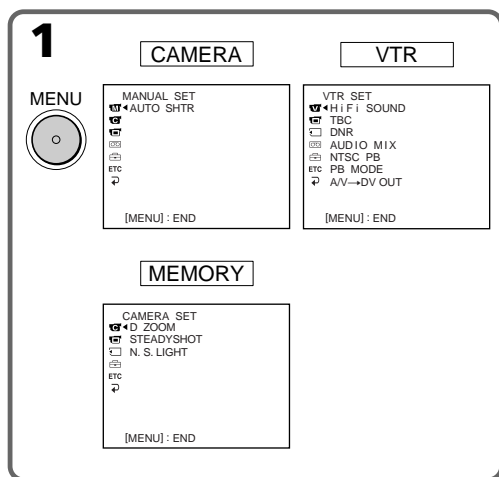 1
CAMERA
VTR
MENU
MANUAL SET
AUTO SHTR
ETC
[MENU] : END
VTR SET
HiFi SOUND
TBC
DNR
AUDIO MIX
NTSC PB
ETC PB MODE
A/V→DV OUT
[MENU] : END
MEMORY
CAMERA SET
D ZOOM
STEADYSHOT
N. S. LIGHT
ETC
[MENU] : END